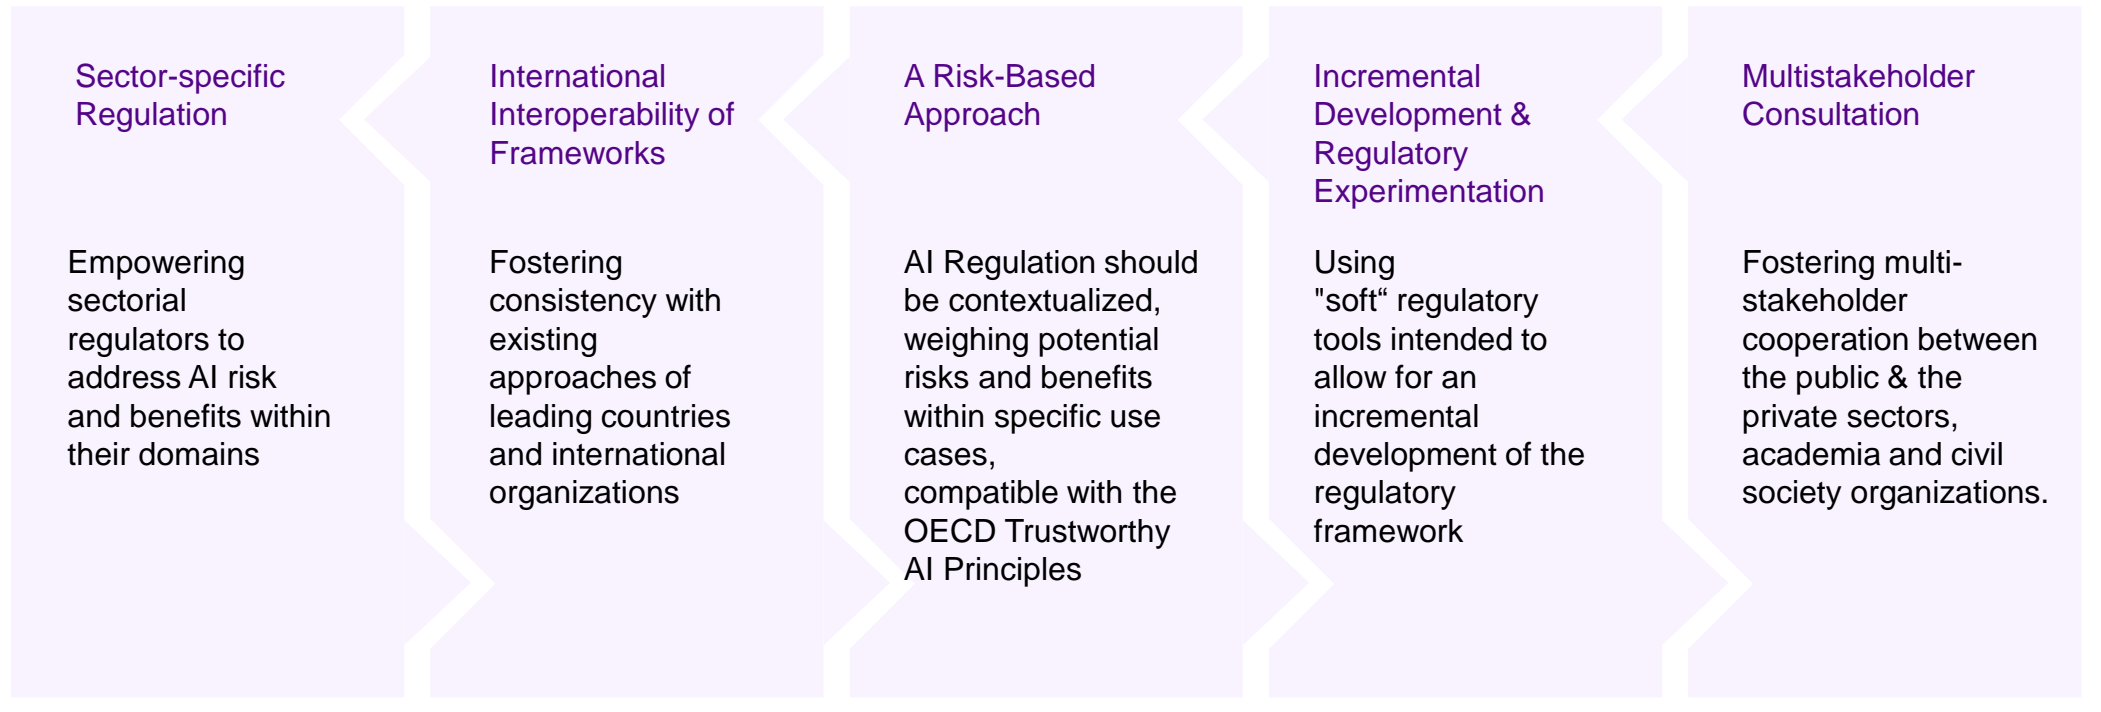 Sector-specific
Regulation
Empowering
sectorial
regulators to
address AI risk
and benefits within
their domains
International
Interoperability of
Frameworks
Fostering
consistency with
existing
approaches of
leading countries
and international
organizations
A Risk-Based
Approach
AI Regulation should
be contextualized,
weighing potential
risks and benefits
within specific use
cases,
compatible with the
OECD Trustworthy
AI Principles
Incremental
Development &
Regulatory
Experimentation
Using
"soft“ regulatory
tools intended to
allow for an
incremental
development of the
regulatory
framework
Multistakeholder
Consultation
Fostering multi-
stakeholder
cooperation between
the public & the
private sectors,
academia and civil
society organizations.